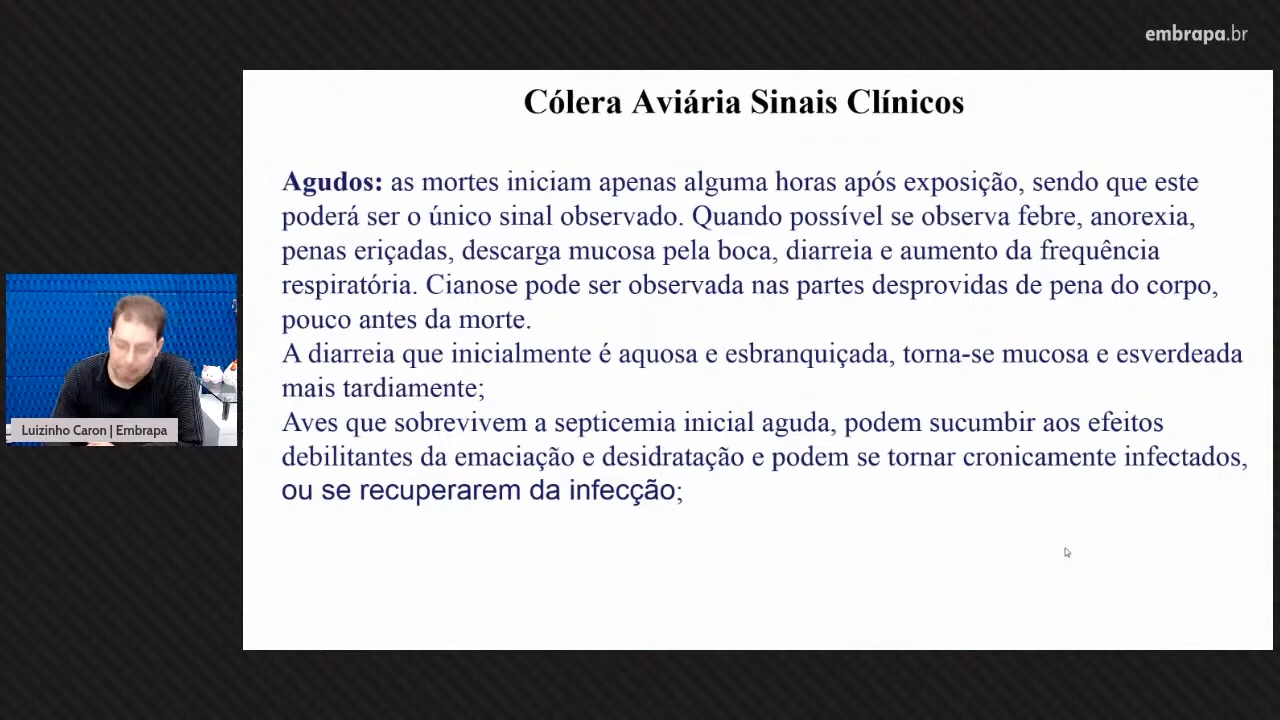 embrapa.br
Cólera Aviária Sinais Clínicos
Agudos: as mortes iniciam apenas alguma horas após exposição, sendo que este
poderá ser o único sinal observado. Quando possível se observa febre, anorexia,
penas eriçadas, descarga mucosa pela boca, diarreia e aumento da frequência
respiratória. Cianose pode ser observada nas partes desprovidas de pena do corpo,
pouco antes da morte.
A diarreia que inicialmente é aquosa e esbranquiçada, torna-se mucosa e esverdeada
mais tardiamente;
Aves que sobrevivem a septicemia inicial aguda, podem sucumbir aos efeitos
debilitantes da emaciação e desidratação e podem se tornar cronicamente infectados,
ou se recuperarem da infecção;
Luizinho Caron | Embrapa